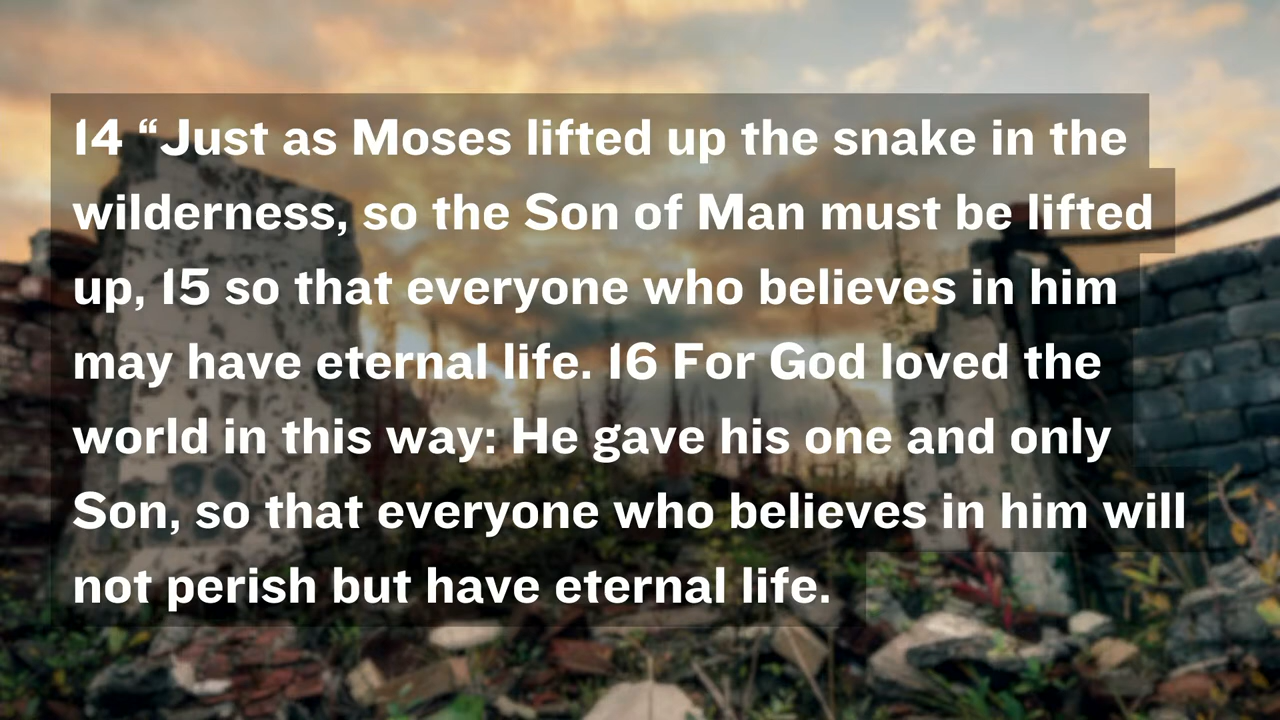 14 “Just as Moses lifted up the snake in the
wilderness, so the Son of Man must be lifted
up, 15 so that everyone who believes in him
may have eternal life. 16 For God loved the
world in this way: He gave his one and only
Son, so that everyone who believes in him will
not perish but have eternal life.